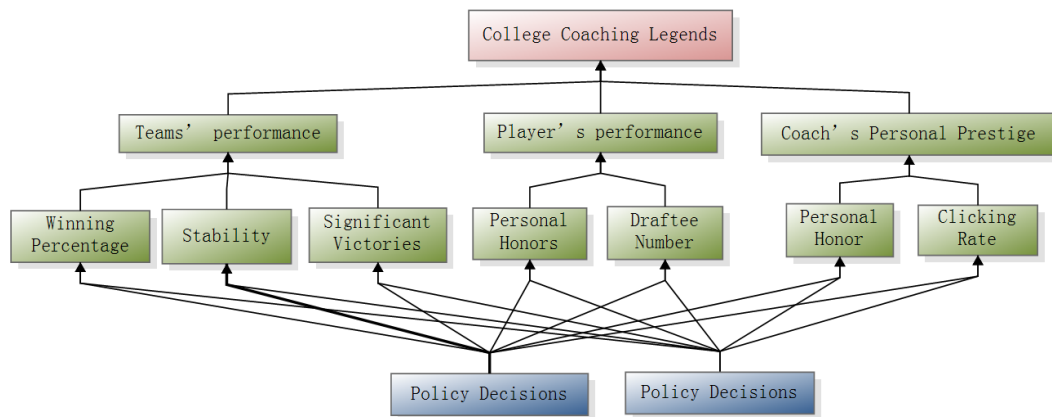 College Coaching Legends
Teams’ performance
Player’s performance
Coach’s Personal Prestige
Winning
Percentage
Stability
Significant
Victories
Personal
Honors
Draftee
Number
Personal
Honor
Clicking
Rate
Policy Decisions
Policy Decisions